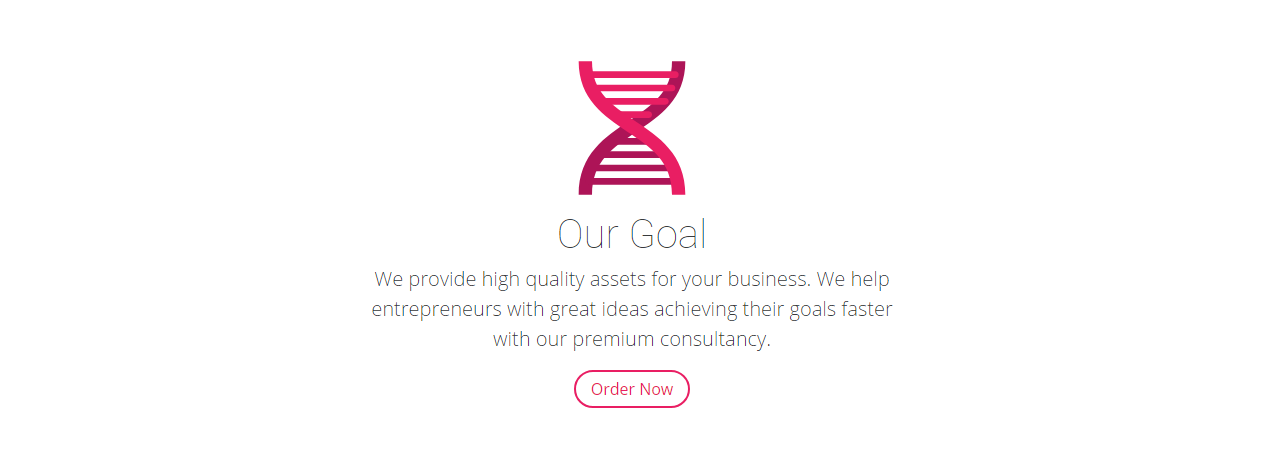 Our Goal
We provide high quality assets for your business. We help
entrepreneurs with great ideas achieving their goals faster
with our premium consultancy.
Order Now